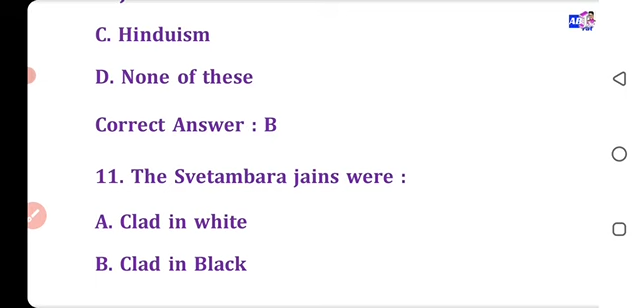 C. Hinduism
D. None of these
Correct Answer : B
11. The Svetambara jains were :
A. Clad in white
B. Clad in Black